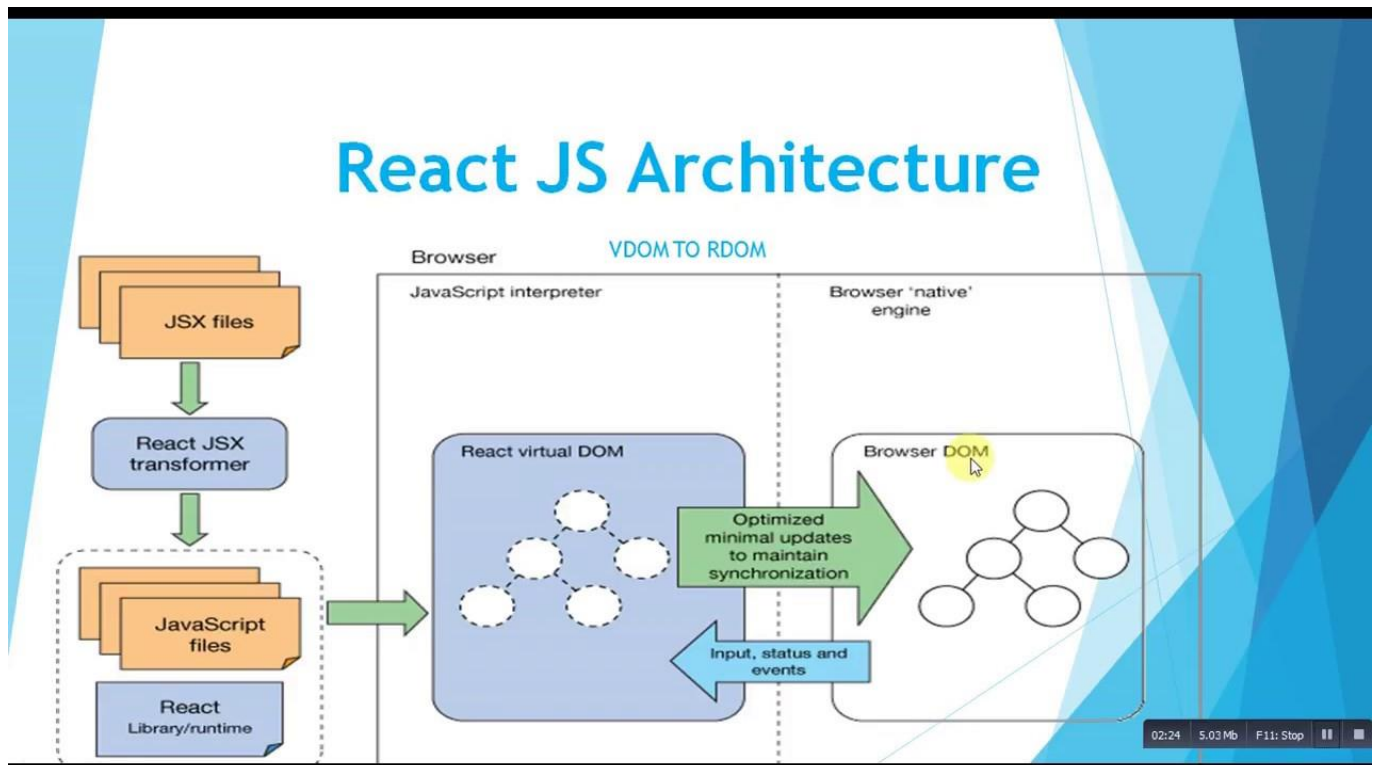 React JS Architecture
VDOM TO RDOM
Browser
JavaScript interpreter
Browser 'native'
engine
JSX files
React JSX
transformer
JavaScript
files
React
Library/runtime
React virtual DOM
Optimized
minimal updates
to maintain
synchronization
Input, status and
events
Browser DOM
02:24 5.03 Mb F11: Stop